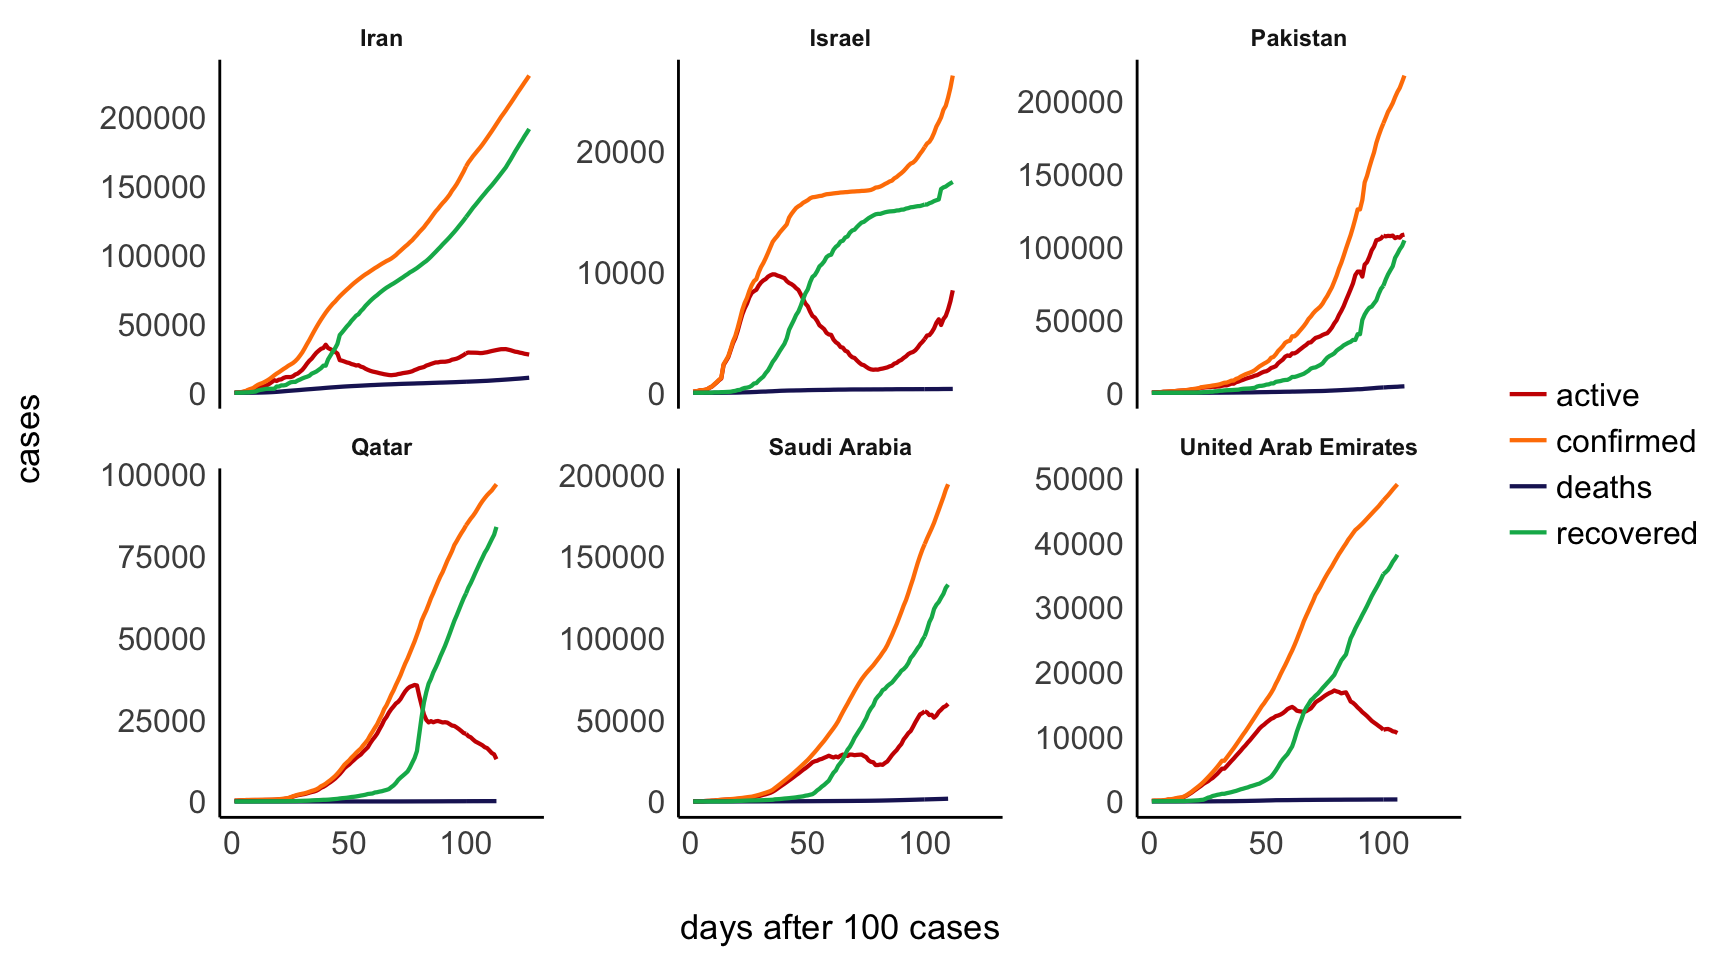 Iran
Israel
Pakistan
200000
150000
100000
50000
0
20000
10000
0
200000
150000
100000
50000
0
Qatar
Saudi Arabia
United Arab Emirates
100000
75000
50000
25000
0
200000
150000
100000
50000
0
50000
40000
30000
20000
10000
0
0 50 100
0 50 100
0 50 100
cases
days after 100 cases
active
confirmed
deaths
recovered